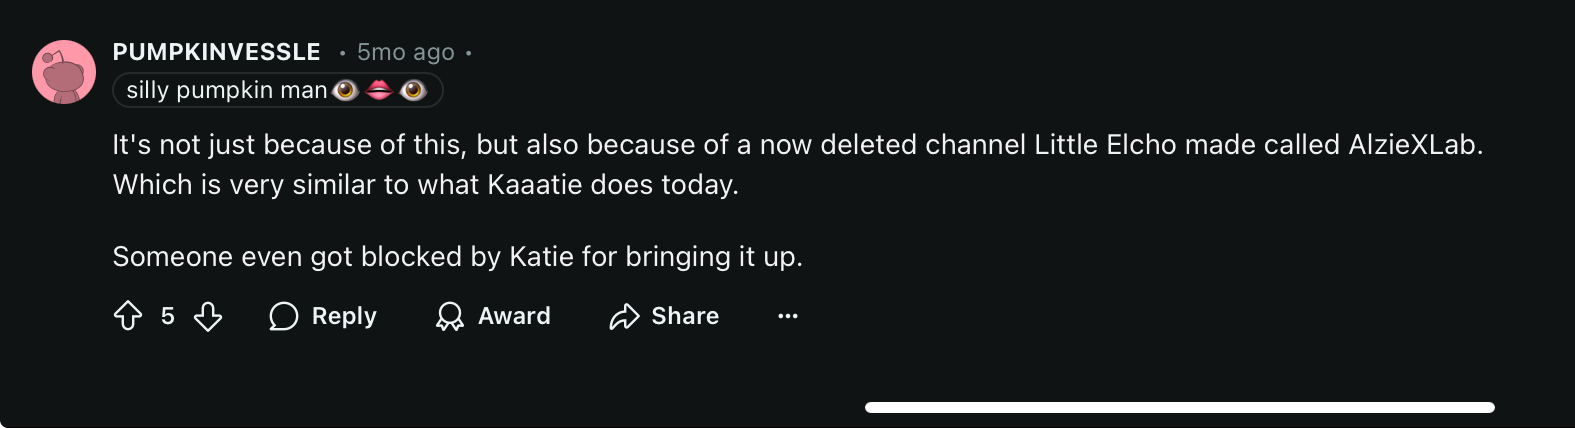 PUMPKINVESSLE • 5mo ago •
silly pumpkin man👁️🫦👁️
It's not just because of this, but also because of a now deleted channel Little Elcho made called AlzieXLab.
Which is very similar to what Kaaatie does today.
Someone even got blocked by Katie for bringing it up.
5 Reply Award Share ...